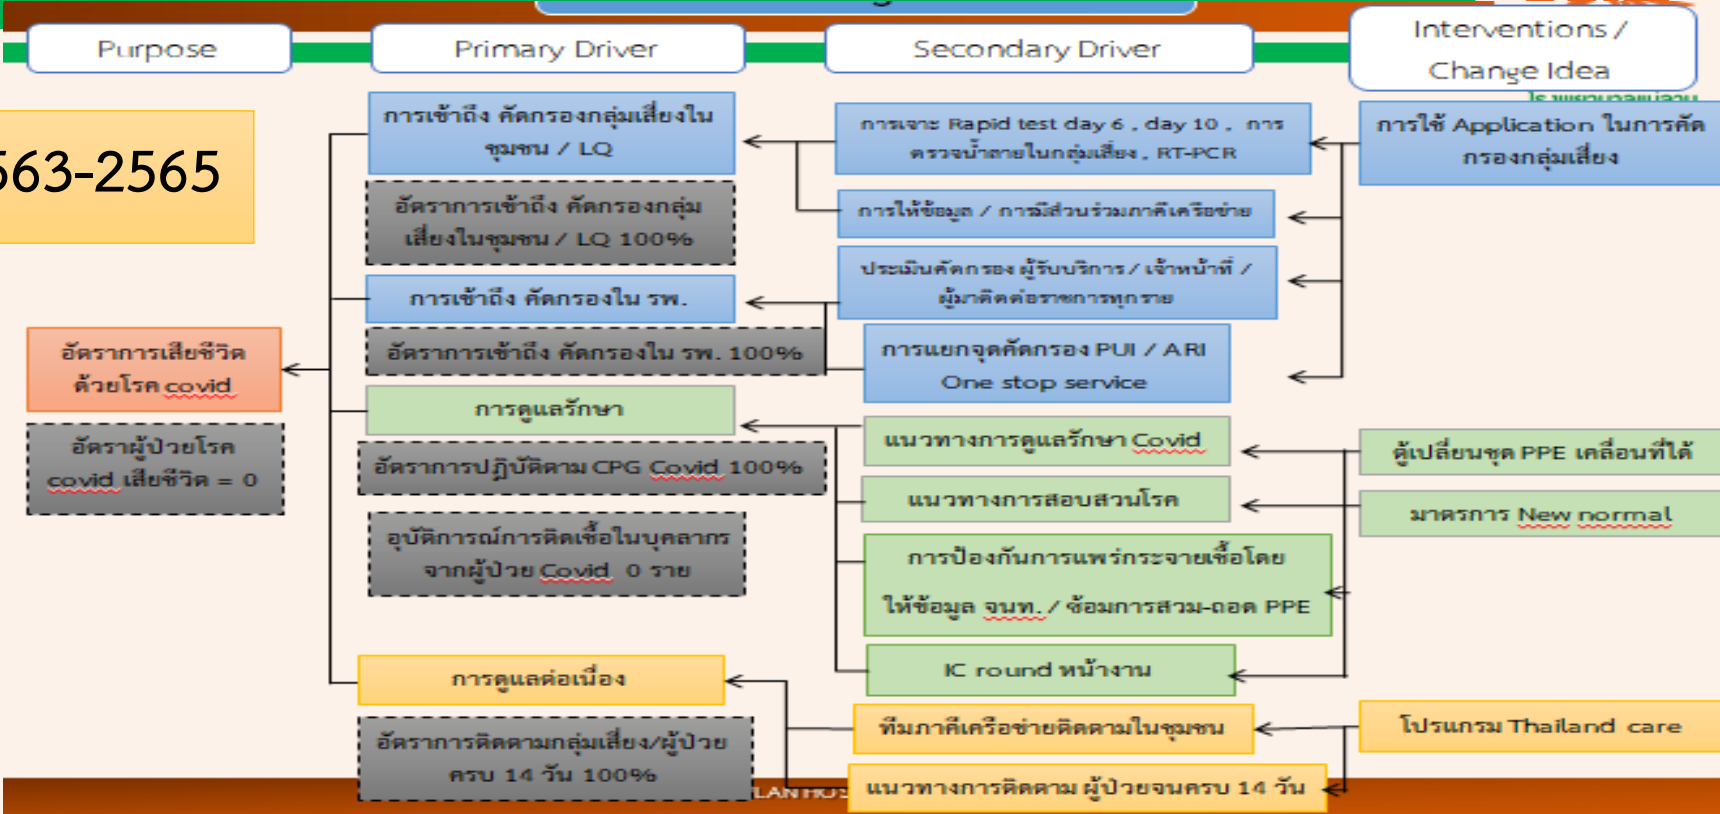 Purpose
Primary Driver
Secondary Driver
Interventions /
Change Idea
โรงพยาบาลแม่ลาน
563-2565
การเข้าถึง คัดกรองกลุ่มเสี่ยงใน
ชุมชน / LQ
อัตราการเข้าถึง คัดกรองกลุ่ม
เสี่ยงในชุมชน / LQ 100%
การเข้าถึง คัดกรองใน รพ.
อัตราการเข้าถึง คัดกรองใน รพ. 100%
อัตราการเสียชีวิต
ด้วยโรค covid
อัตราผู้ป่วยโรค
covid เสียชีวิต = 0
การดูแลรักษา
อัตราการปฏิบัติตาม CPG Covid 100%
อุบัติการณ์การติดเชื้อในบุคลากร
จากผู้ป่วย Covid 0 ราย
การดูแลต่อเนื่อง
อัตราการติดตามกลุ่มเสี่ยง/ผู้ป่วย
ครบ 14 วัน 100%
การเจาะ Rapid test day 6 , day 10 , การ
ตรวจน้ำลายในกลุ่มเสี่ยง , RT-PCR
การให้ข้อมูล / การมีส่วนร่วมภาคีเครือข่าย
ประเมินคัดกรอง ผู้รับบริการ / เจ้าหน้าที่ /
ผู้มาติดต่อราชการทุกราย
การแยกจุดคัดกรอง PUI / ARI
One stop service
แนวทางการดูแลรักษา Covid
แนวทางการสอบสวนโรค
การป้องกันการแพร่กระจายเชื้อโดย
ให้ข้อมูล จนท. / ซ้อมการสวม-ถอด PPE
IC round หน้างาน
ทีมภาคีเครือข่ายติดตามในชุมชน
แนวทางการติดตาม ผู้ป่วยจนครบ 14 วัน
การใช้ Application ในการคัด
กรองกลุ่มเสี่ยง
ตู้เปลี่ยนชุด PPE เคลื่อนที่ได้
มาตรการ New normal
โปรแกรม Thailand care
LAN HOS